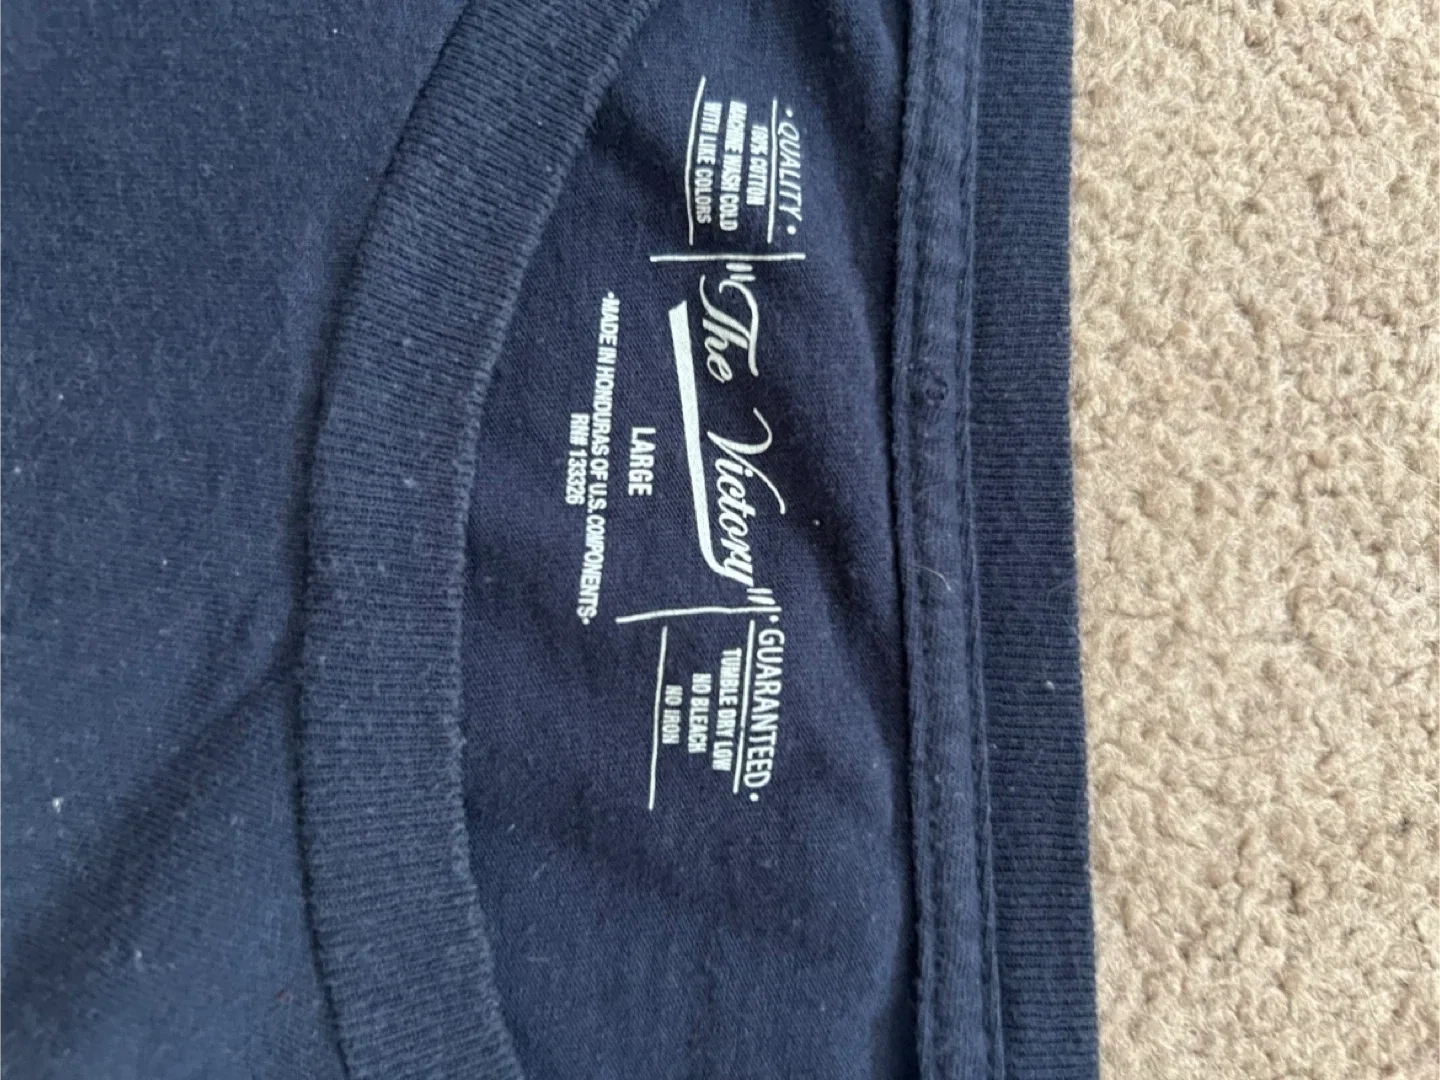 •QUALITY•
100% COTTON
MACHINE WASH COLD
WITH LIKE COLORS
"The Victory"
LARGE
•MADE IN HONDURAS OF U.S. COMPONENTS•
RN# 133326
•GUARANTEED•
TUMBLE DRY LOW
NO BLEACH
NO IRON